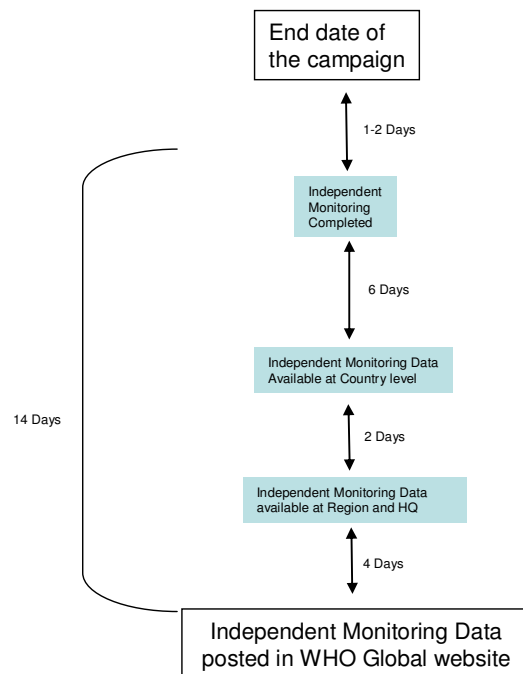 End date of
the campaign
1-2 Days
Independent
Monitoring
Completed
6 Days
Independent Monitoring Data
Available at Country level
14 Days
2 Days
Independent Monitoring Data
available at Region and HQ
4 Days
Independent Monitoring Data
posted in WHO Global website